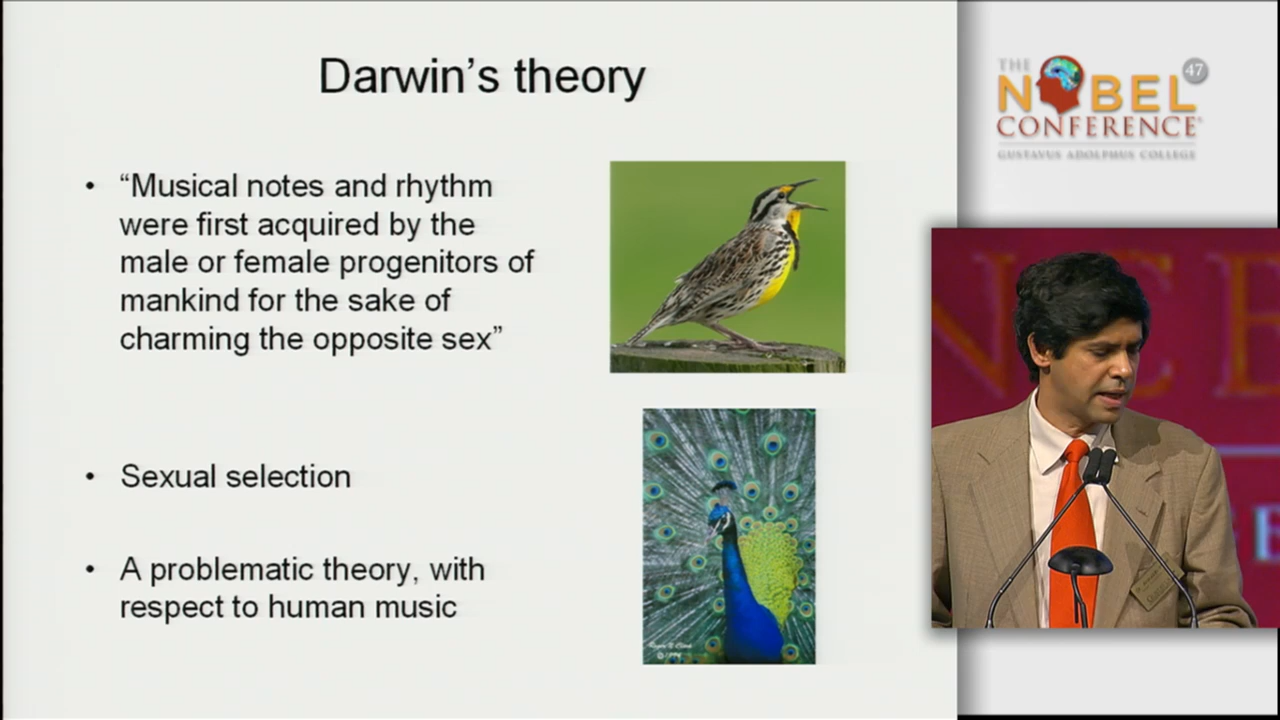 Darwin's theory
• “Musical notes and rhythm
were first acquired by the
male or female progenitors of
mankind for the sake of
charming the opposite sex”
• Sexual selection
• A problematic theory, with
respect to human music
THE
NOBEL
47
CONFERENCE
GUSTAVUS ADOLPHUS COLLEGE
NCE